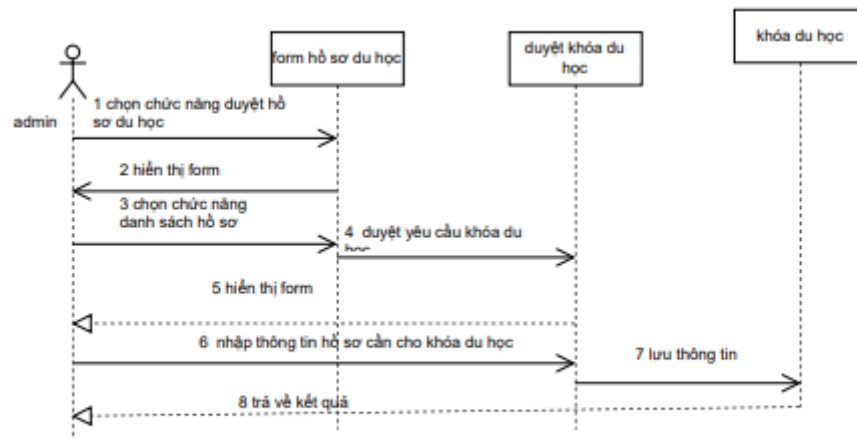 form hồ sơ du học
duyệt khóa du
học
khóa du học
admin
1 chọn chức năng duyệt hồ
sơ du học
2 hiển thị form
3 chọn chức năng
danh sách hồ sơ
4 duyệt yêu cầu khóa du
học
5 hiển thị form
6 nhập thông tin hồ sơ cần cho khóa du học
7 lưu thông tin
8 trả về kết quả